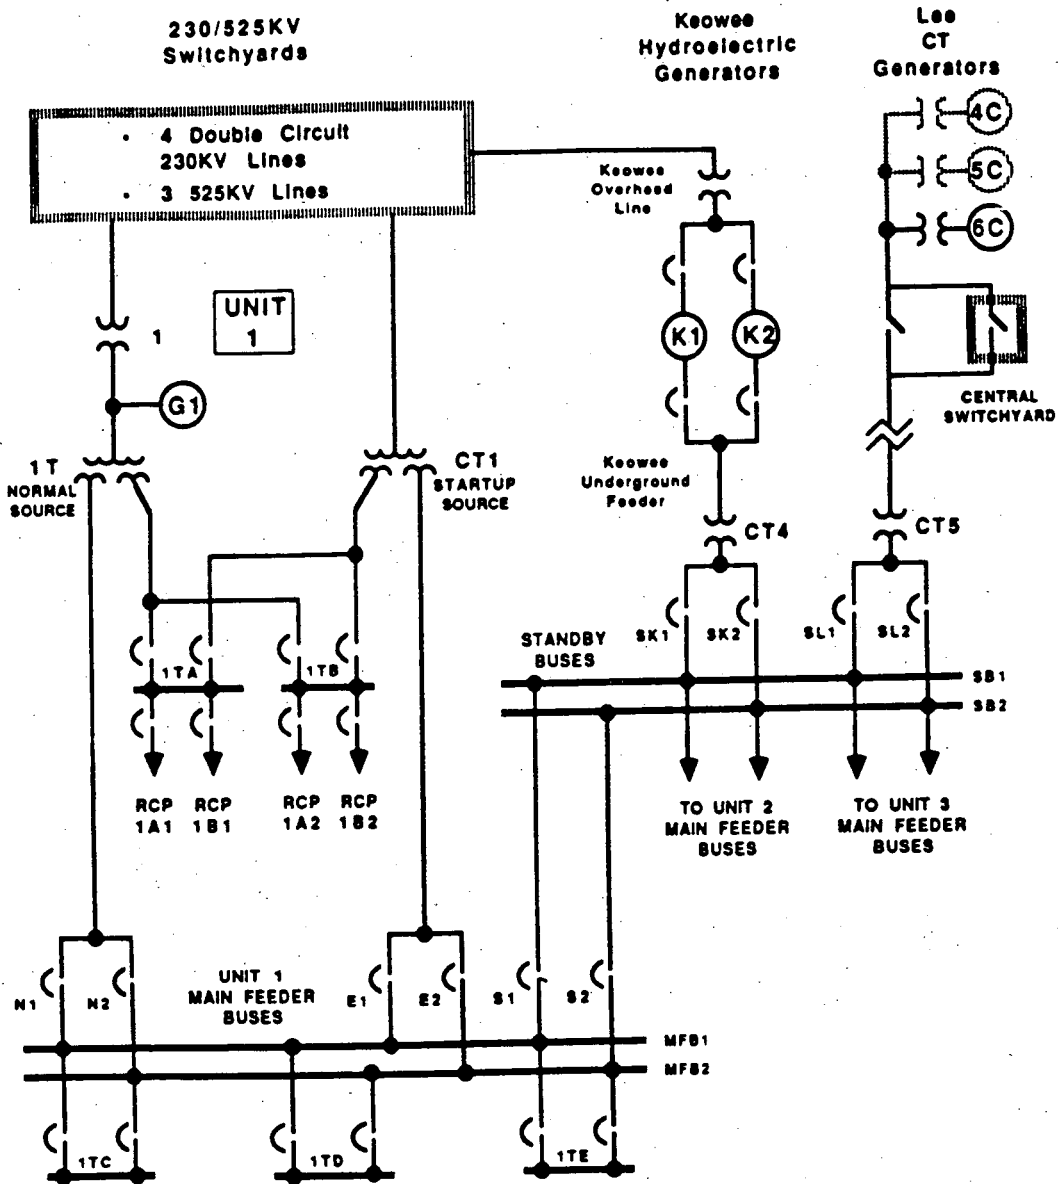 230/525KV
Switchyards
Keowee
Hydroelectric
Generators
Lee
CT
Generators
4C
5C
6C
· 4 Double Circuit
230KV Lines
· 3 525KV Lines
Keowee
Overhead
Line
UNIT
1
1
K1
K2
CENTRAL
SWITCHYARD
G1
1T
NORMAL
SOURCE
CT1
STARTUP
SOURCE
Keowee
Underground
Feeder
CT4
CT5
SK1
SK2
SL1
SL2
STANDBY
BUSES
1TA
1TB
SB1
SB2
RCP
1A1
RCP
1B1
RCP
1A2
RCP
1B2
TO UNIT 2
MAIN FEEDER
BUSES
TO UNIT 3
MAIN FEEDER
BUSES
N1
N2
UNIT 1
MAIN FEEDER
BUSES
E1
E2
S1
S2
MFB1
MFB2
1TC
1TD
1TE